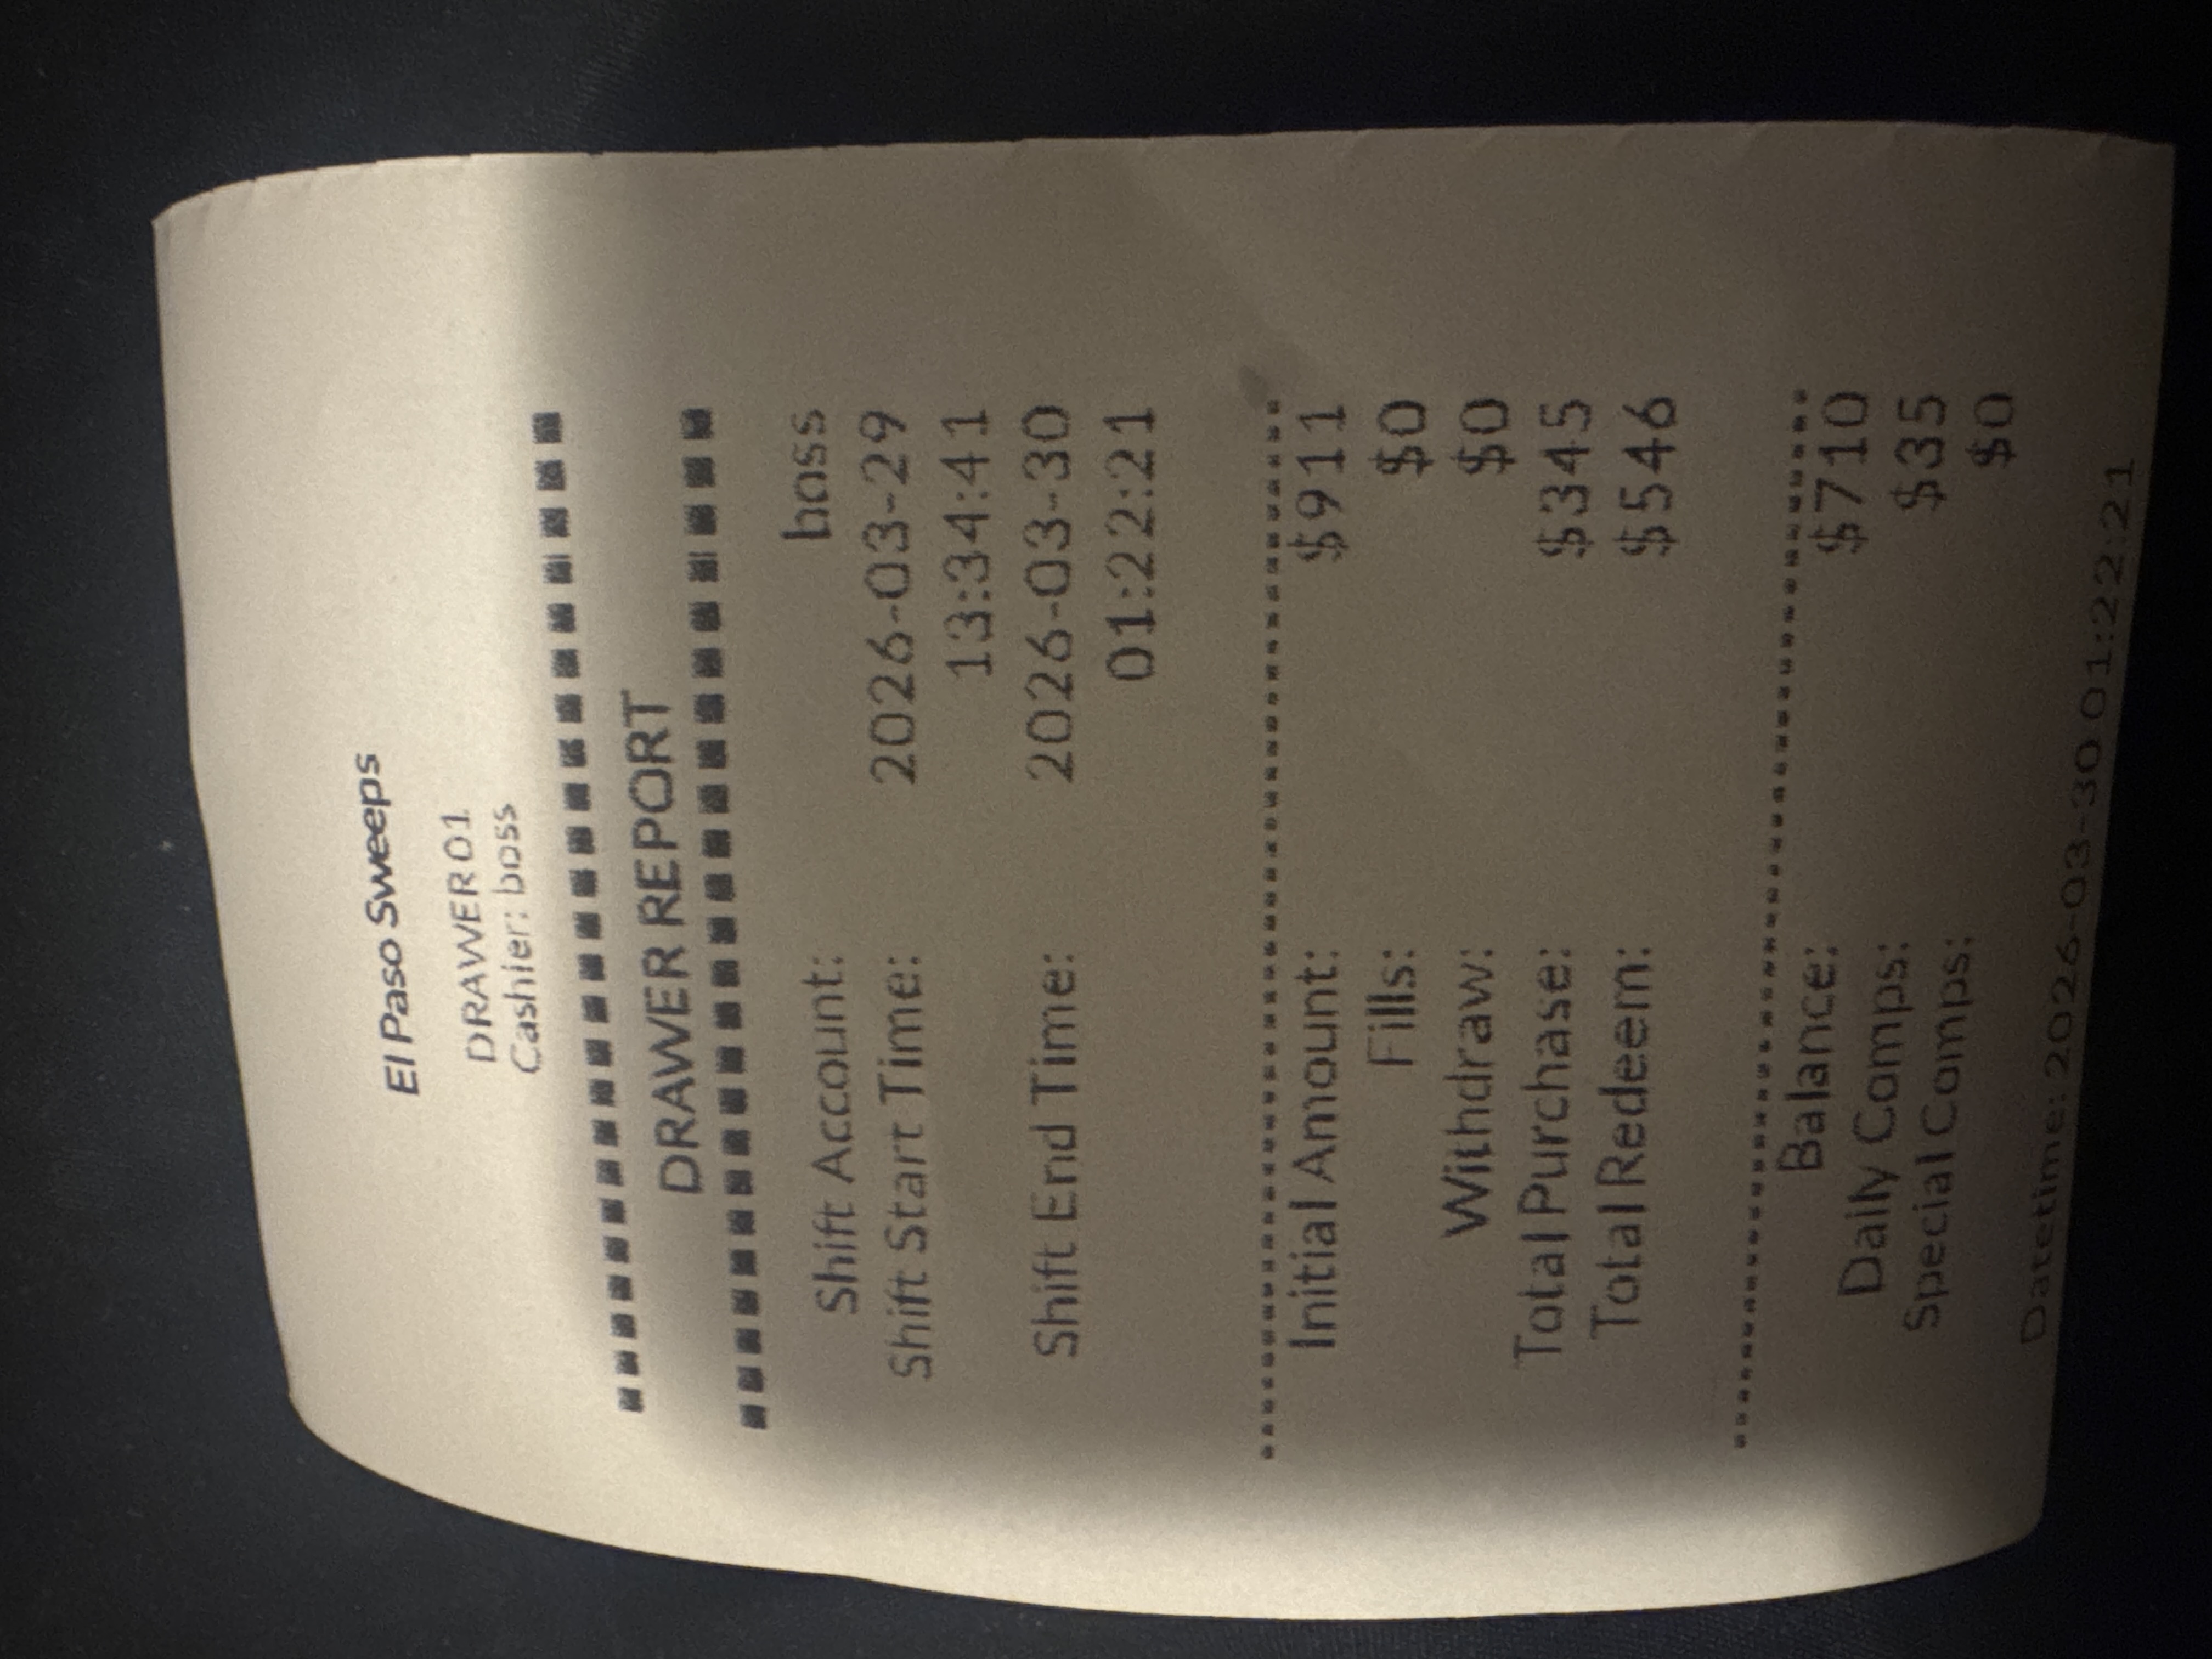 El Paso Sweeps
DRAWER 01
Cashier: boss
DRAWER REPORT
Shift Account: boss
Shift Start Time: 2026-03-29
13:34:41
Shift End Time: 2026-03-30
01:22:21
Initial Amount: $911
Fills: $0
Withdraw: $0
Total Purchase: $345
Total Redeem: $546
Balance: $710
Daily Comps: $35
Special Comps: $0
Datetime: 2026-03-30 01:22:21